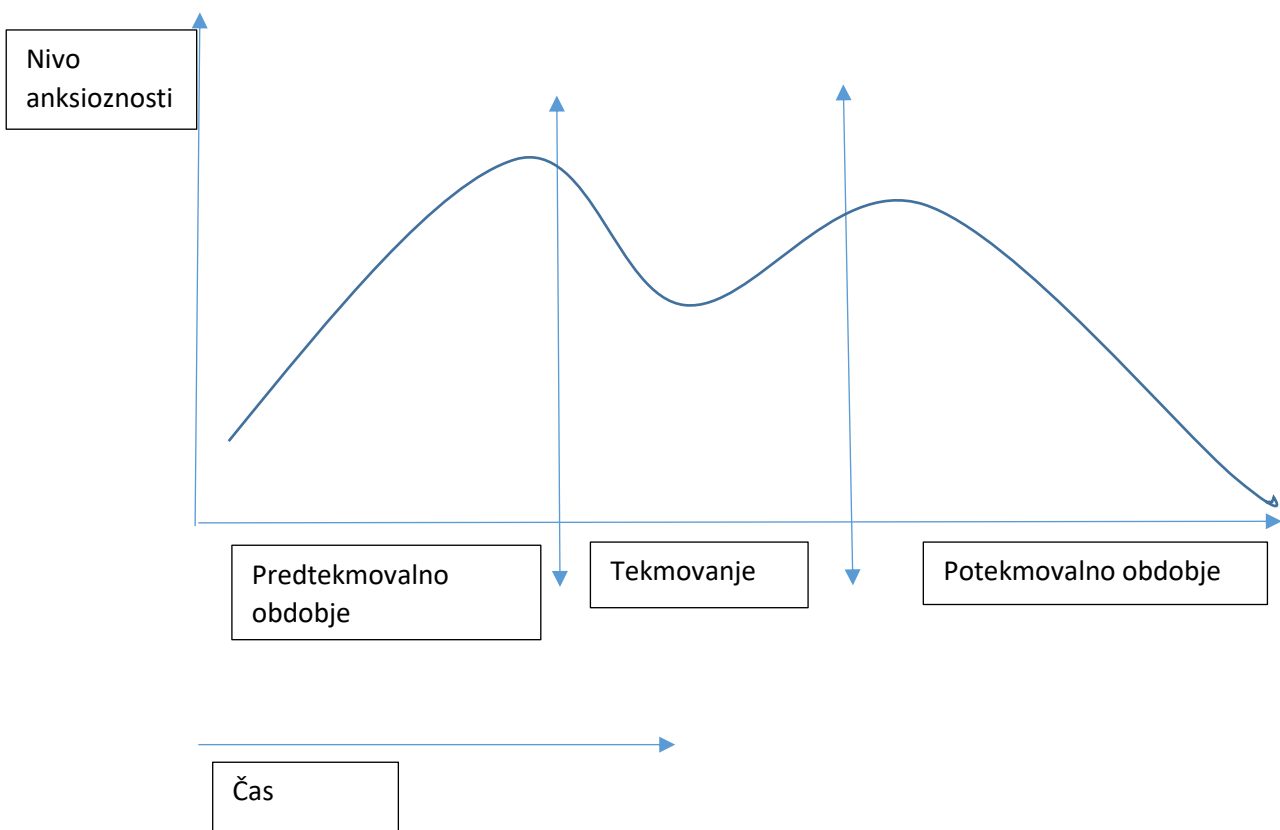 Nivo
anksioznosti
Predtekmovalno
obdobje
Tekmovanje
Potekmovalno obdobje
Čas